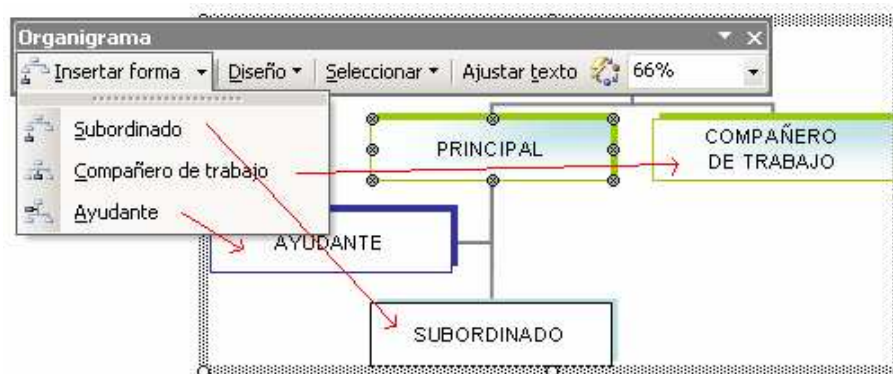 Organigrama
Insertar forma Diseño Seleccionar Ajustar texto 66%
Subordinado
Compañero de trabajo
Ayudante
PRINCIPAL
COMPAÑERO
DE TRABAJO
AYUDANTE
SUBORDINADO